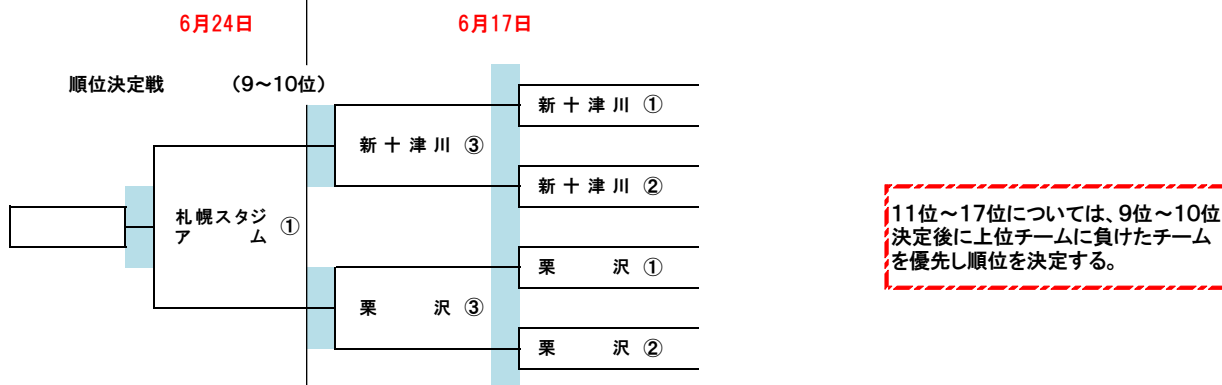 6月24日
6月17日
順位決定戦 (9～10位)
新十津川 ①
新十津川 ③
新十津川 ②
札幌スタジ
ア ム ①
栗 沢 ①
栗 沢 ③
栗 沢 ②
11位～17位については、9位～10位
決定後に上位チームに負けたチーム
を優先し順位を決定する。